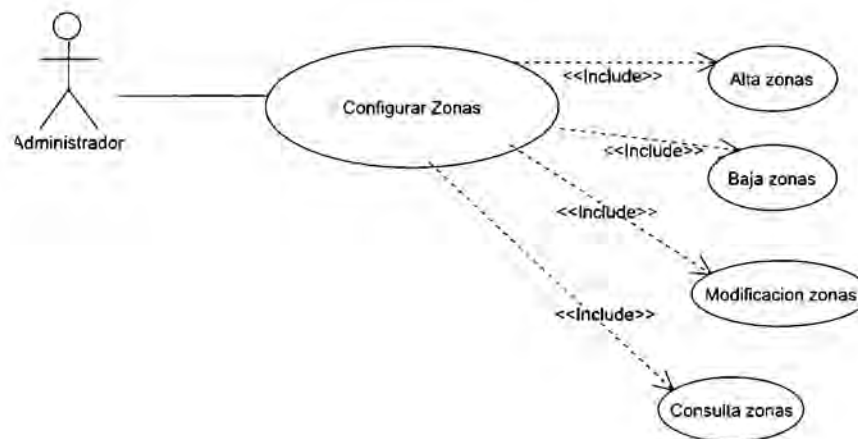 <<Include>>
Alta zonas
Configurar Zonas
Administrador
<<Include>>
Baja zonas
<<Include>>
Modificacion zonas
<<Include>>
Consulta zonas